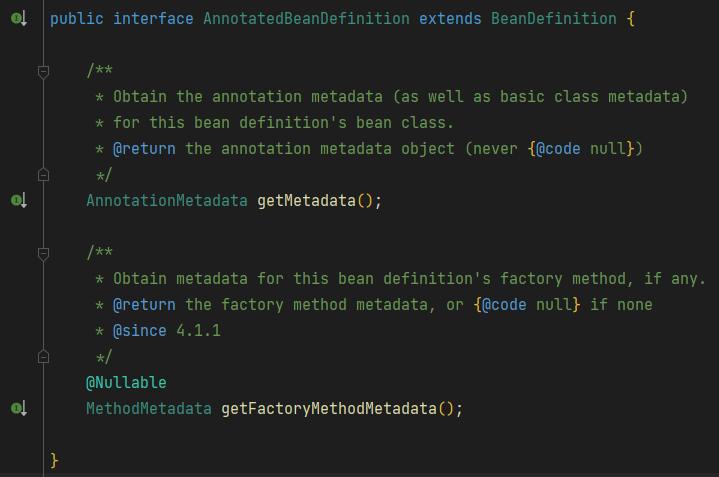 public interface AnnotatedBeanDefinition extends BeanDefinition {
/**
* Obtain the annotation metadata (as well as basic class metadata)
* for this bean definition's bean class.
* @return the annotation metadata object (never {@code null})
*/
AnnotationMetadata getMetadata();
/**
* Obtain metadata for this bean definition's factory method, if any.
* @return the factory method metadata, or {@code null} if none
* @since 4.1.1
*/
@Nullable
MethodMetadata getFactoryMethodMetadata();
}